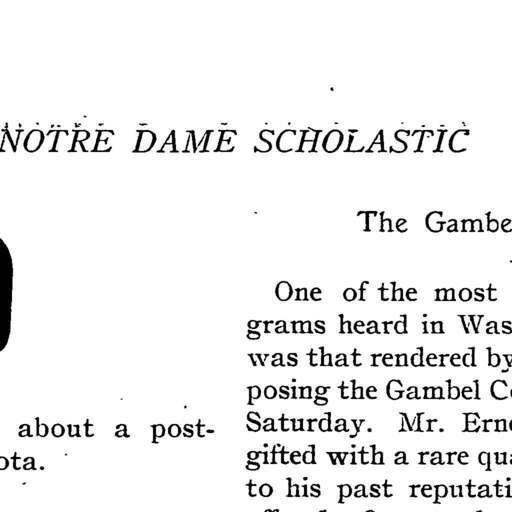 NOTRE DAME SCHOLASTIC
about a post-
ota.
The Gambe
One of the most
grams heard in Was
was that rendered by
posing the Gambel Co
Saturday. Mr. Erne
gifted with a rare qua
to his past reputati